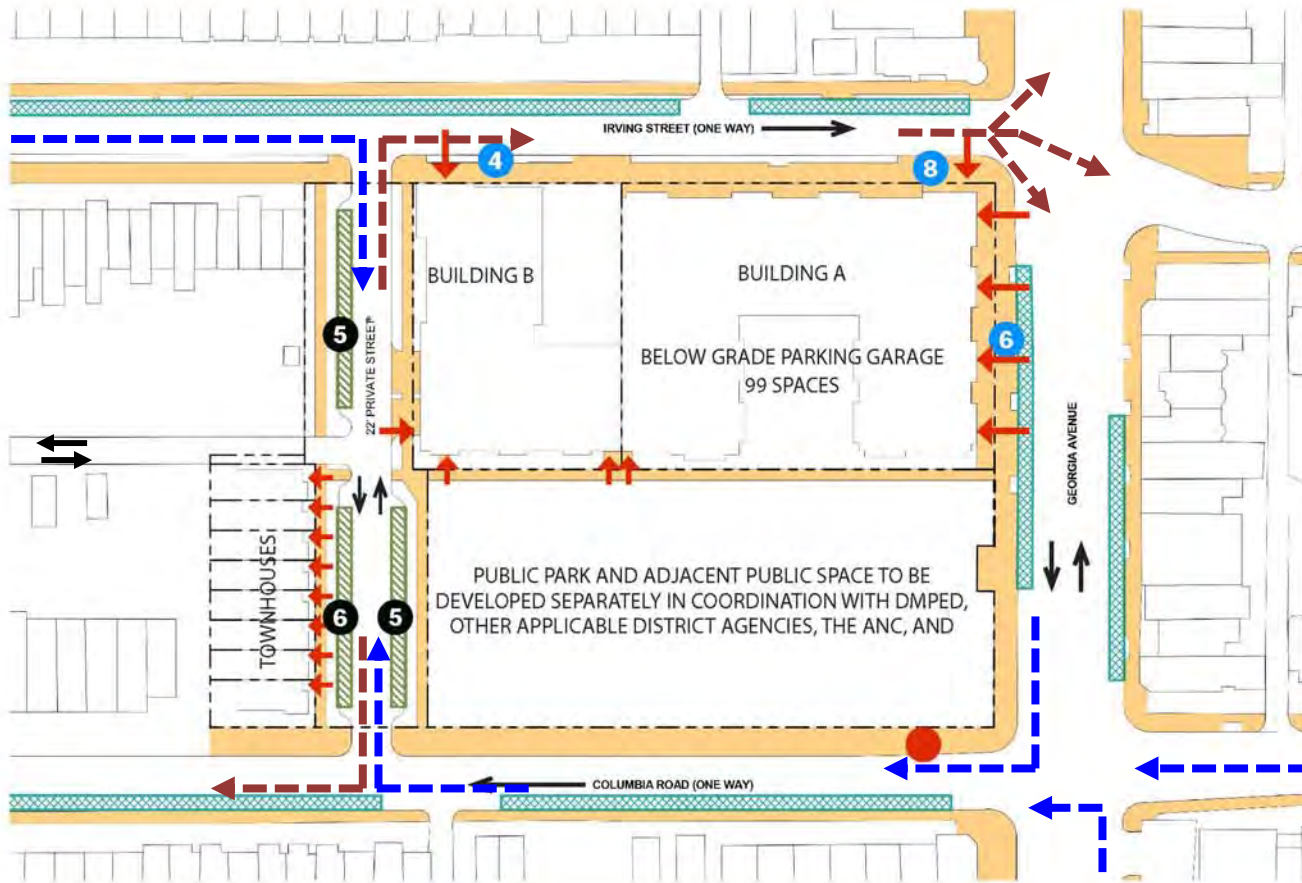 IRVING STREET (ONE WAY)
4
8
BUILDING B
BUILDING A
5
22' PRIVATE STREET
6
BELOW GRADE PARKING GARAGE
99 SPACES
GEORGIA AVENUE
TOWNHOUSES
PUBLIC PARK AND ADJACENT PUBLIC SPACE TO BE
DEVELOPED SEPARATELY IN COORDINATION WITH DMPED,
OTHER APPLICABLE DISTRICT AGENCIES, THE ANC, AND
6
5
COLUMBIA ROAD (ONE WAY)